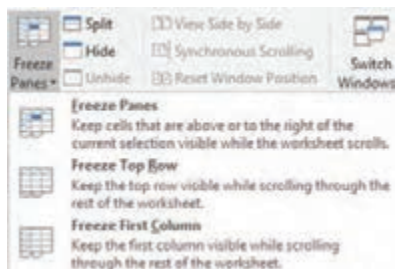 Split
View Side by Side
Hide
Synchronous Scrolling
Freeze
Panes
Unhide
Reset Window Position
Switch
Windows
Freeze Panes
Keep cells that are above or to the right of the
current selection visible while the worksheet scrolls.
Freeze Top Row
Keep the top row visible while scrolling through the
rest of the worksheet.
Freeze First Column
Keep the first column visible while scrolling
through the rest of the worksheet.